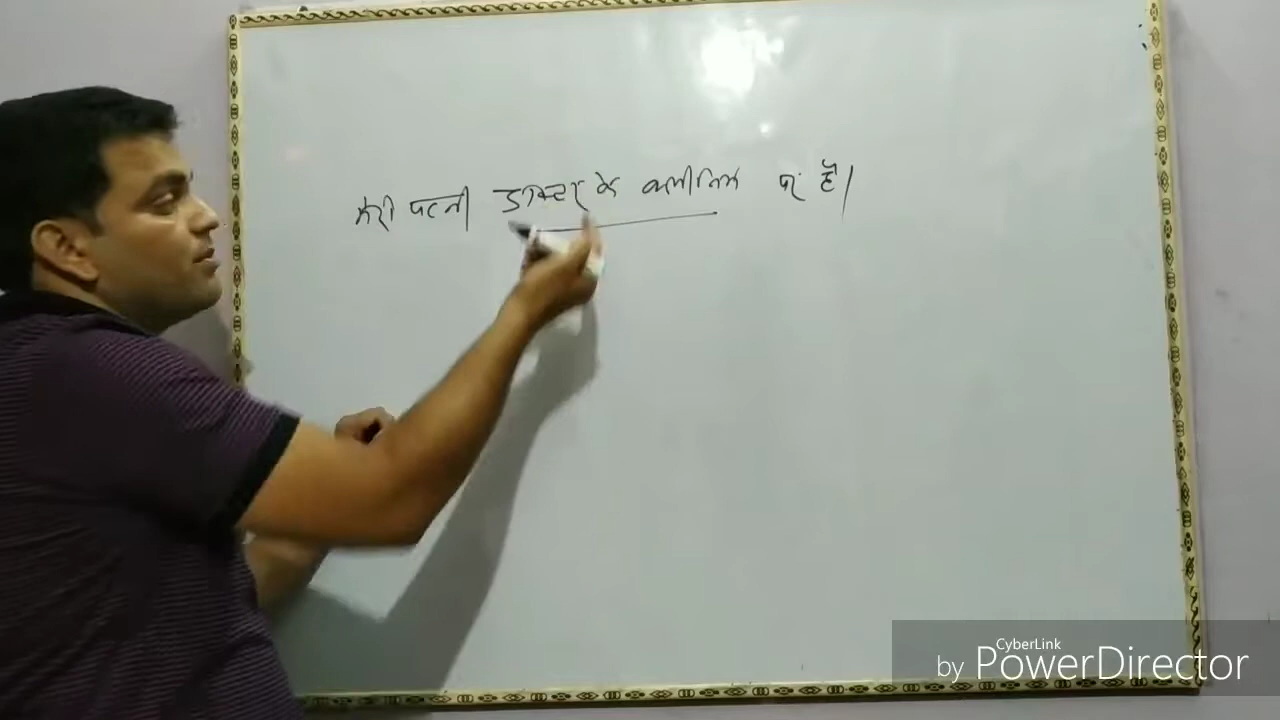 मेरी पत्नी डाक्टर के क्लीनिक पर है।
CyberLink
by PowerDirector